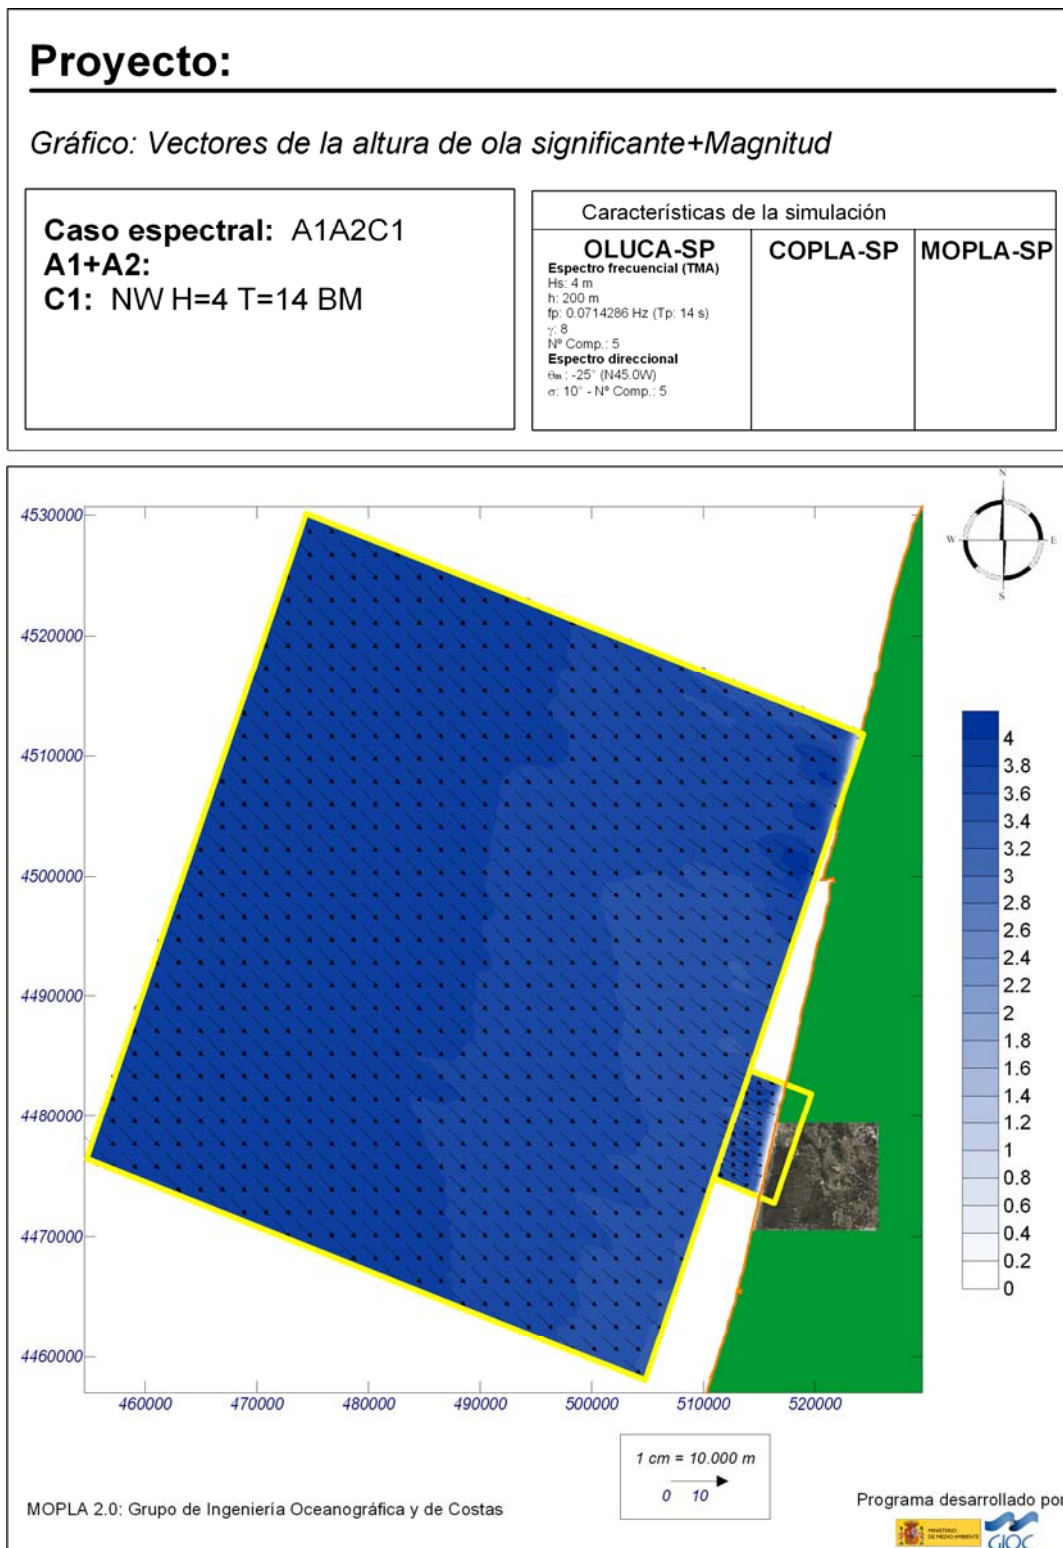 Proyecto:
Gráfico: Vectores de la altura de ola significante+Magnitud
Caso espectral: A1A2C1
A1+A2:
C1: NW H=4 T=14 BM
Características de la simulación
OLUCA-SP
Espectro frecuencial (TMA)
Hs: 4 m
h: 200 m
fp: 0.0714286 Hz (Tp: 14 s)
γ: 8
Nº Comp.: 5
Espectro direccional
θm : -25° (N45.0W)
σ: 10° - Nº Comp.: 5
COPLA-SP
MOPLA-SP
N
W
E
S
4530000
4520000
4510000
4500000
4490000
4480000
4470000
4460000
460000
470000
480000
490000
500000
510000
520000
4
3.8
3.6
3.4
3.2
3
2.8
2.6
2.4
2.2
2
1.8
1.6
1.4
1.2
1
0.8
0.6
0.4
0.2
0
1 cm = 10.000 m
0 10
MOPLA 2.0: Grupo de Ingeniería Oceanográfica y de Costas
Programa desarrollado por
MINISTERIO
DE MEDIO AMBIENTE
GIOC